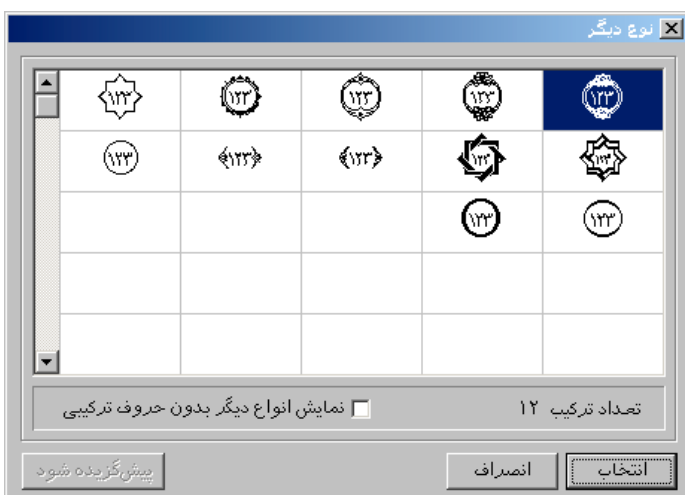 نوع دیگر
۱۲۳ ۱۲۳ ۱۲۳ ۱۲۳ ۱۲۳
۱۲۳ ۱۲۳ ﴿۱۲۳﴾ ﴿۱۲۳﴾ ۱۲۳
۱۲۳ ۱۲۳
تعداد ترکیب ۱۲
نمایش انواع دیگر بدون حروف ترکیبی
انتخاب
انصراف
پیش‌گزیده شود